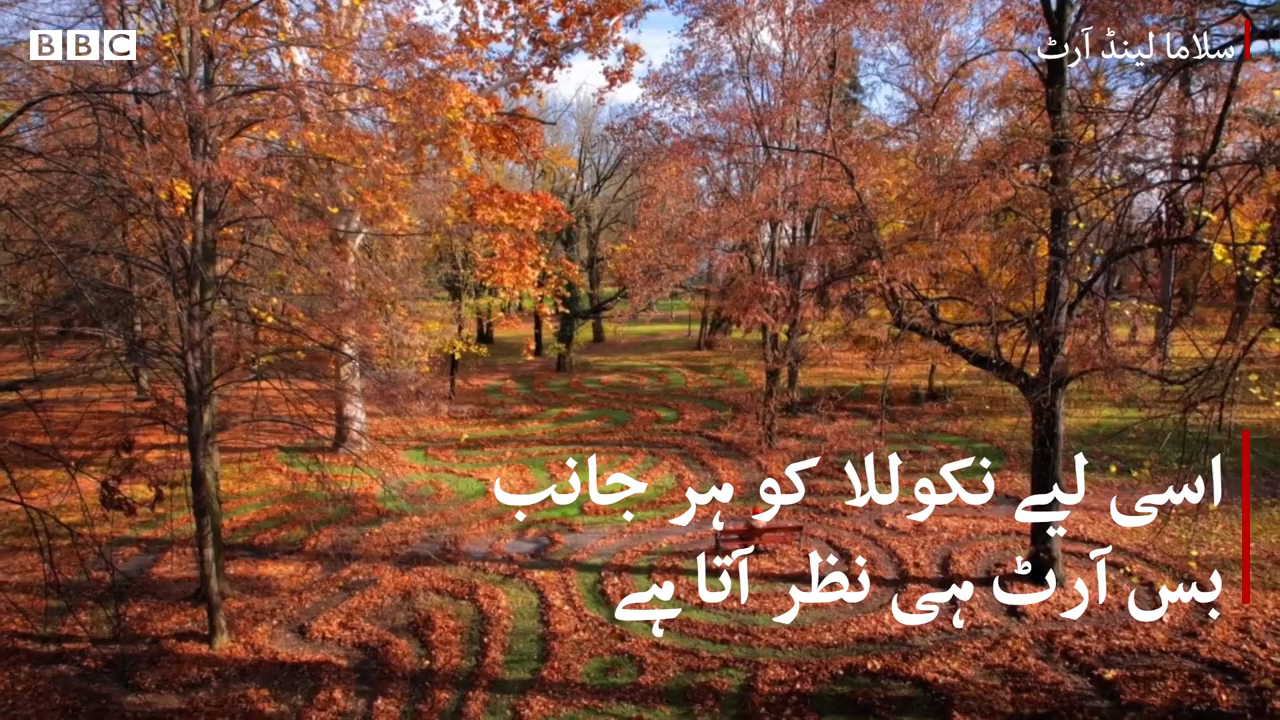 BBC
سلاما لینڈ آرٹ
اسی لیے نکوللا کو ہر جانب
بس آرٹ ہی نظر آتا ہے